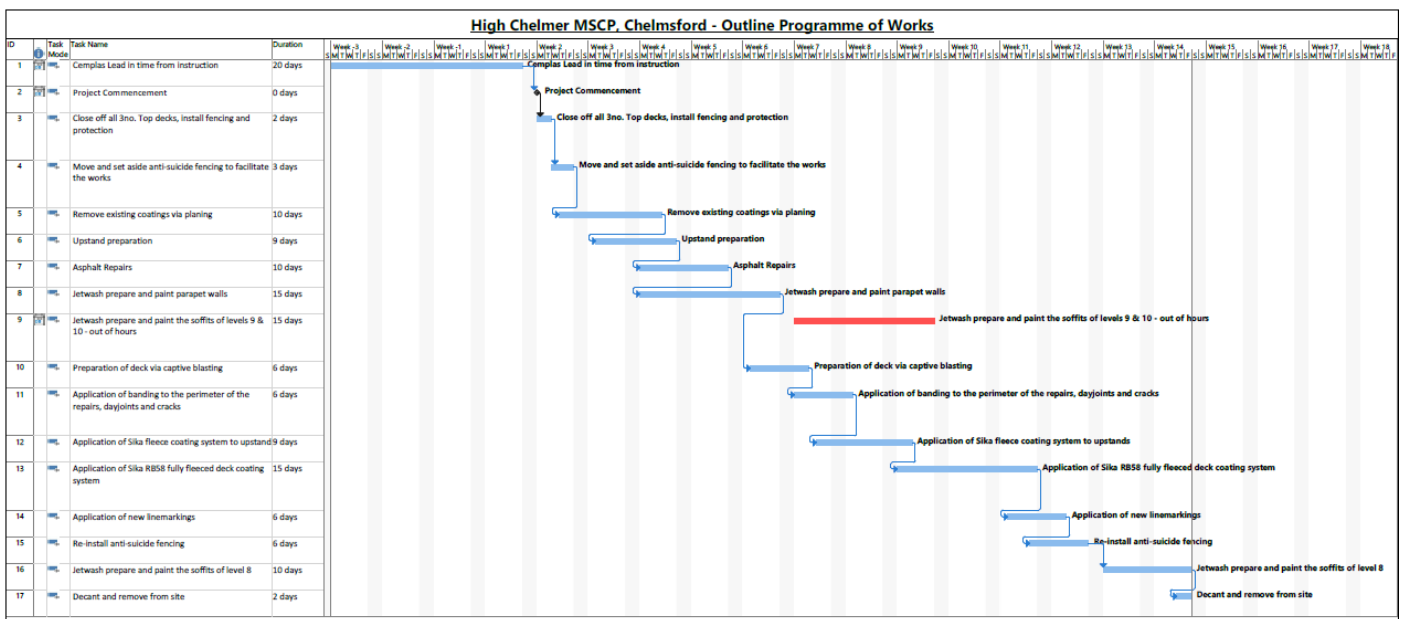 High Chelmer MSCP, Chelmsford - Outline Programme of Works
ID Task Mode Task Name Duration Week -3 Week -2 Week -1 Week 1 Week 2 Week 3 Week 4 Week 5 Week 6 Week 7 Week 8 Week 9 Week 10 Week 11 Week 12 Week 13 Week 14 Week 15 Week 16 Week 17 Week 18
1 Cemplas Lead in time from instruction 20 days Cemplas Lead in time from instruction
2 Project Commencement 0 days Project Commencement
3 Close off all 3no. Top decks, install fencing and 2 days Close off all 3no. Top decks, install fencing and protection
protection
4 Move and set aside anti-suicide fencing to facilitate 3 days Move and set aside anti-suicide fencing to facilitate the works
the works
5 Remove existing coatings via planing 10 days Remove existing coatings via planing
6 Upstand preparation 9 days Upstand preparation
7 Asphalt Repairs 10 days Asphalt Repairs
8 Jetwash prepare and paint parapet walls 15 days Jetwash prepare and paint parapet walls
9 Jetwash prepare and paint the soffits of levels 9 & 15 days Jetwash prepare and paint the soffits of levels 9 & 10 - out of hours
10 - out of hours
10 Preparation of deck via captive blasting 6 days Preparation of deck via captive blasting
11 Application of banding to the perimeter of the 6 days Application of banding to the perimeter of the repairs, dayjoints and cracks
repairs, dayjoints and cracks
12 Application of Sika fleece coating system to upstand 9 days Application of Sika fleece coating system to upstands
13 Application of Sika RB58 fully fleeced deck coating 15 days Application of Sika RB58 fully fleeced deck coating system
system
14 Application of new linemarkings 6 days Application of new linemarkings
15 Re-install anti-suicide fencing 6 days Re-install anti-suicide fencing
16 Jetwash prepare and paint the soffits of level 8 10 days Jetwash prepare and paint the soffits of level 8
17 Decant and remove from site 2 days Decant and remove from site